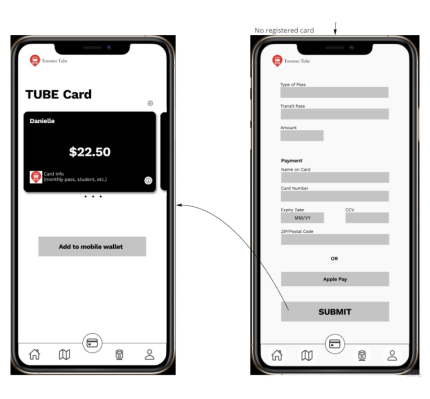 No registered card
Toronto Tube
TUBE Card
Danielle
$22.50
Card info
(monthly pass, student, etc.)
Add to mobile wallet
Toronto Tube
Type of Pass
Transit Pass
Amount
Payment
Name on Card
Card Number
Expiry Date
CCV
MM/YY
ZIP/Postal Code
OR
Apple Pay
SUBMIT